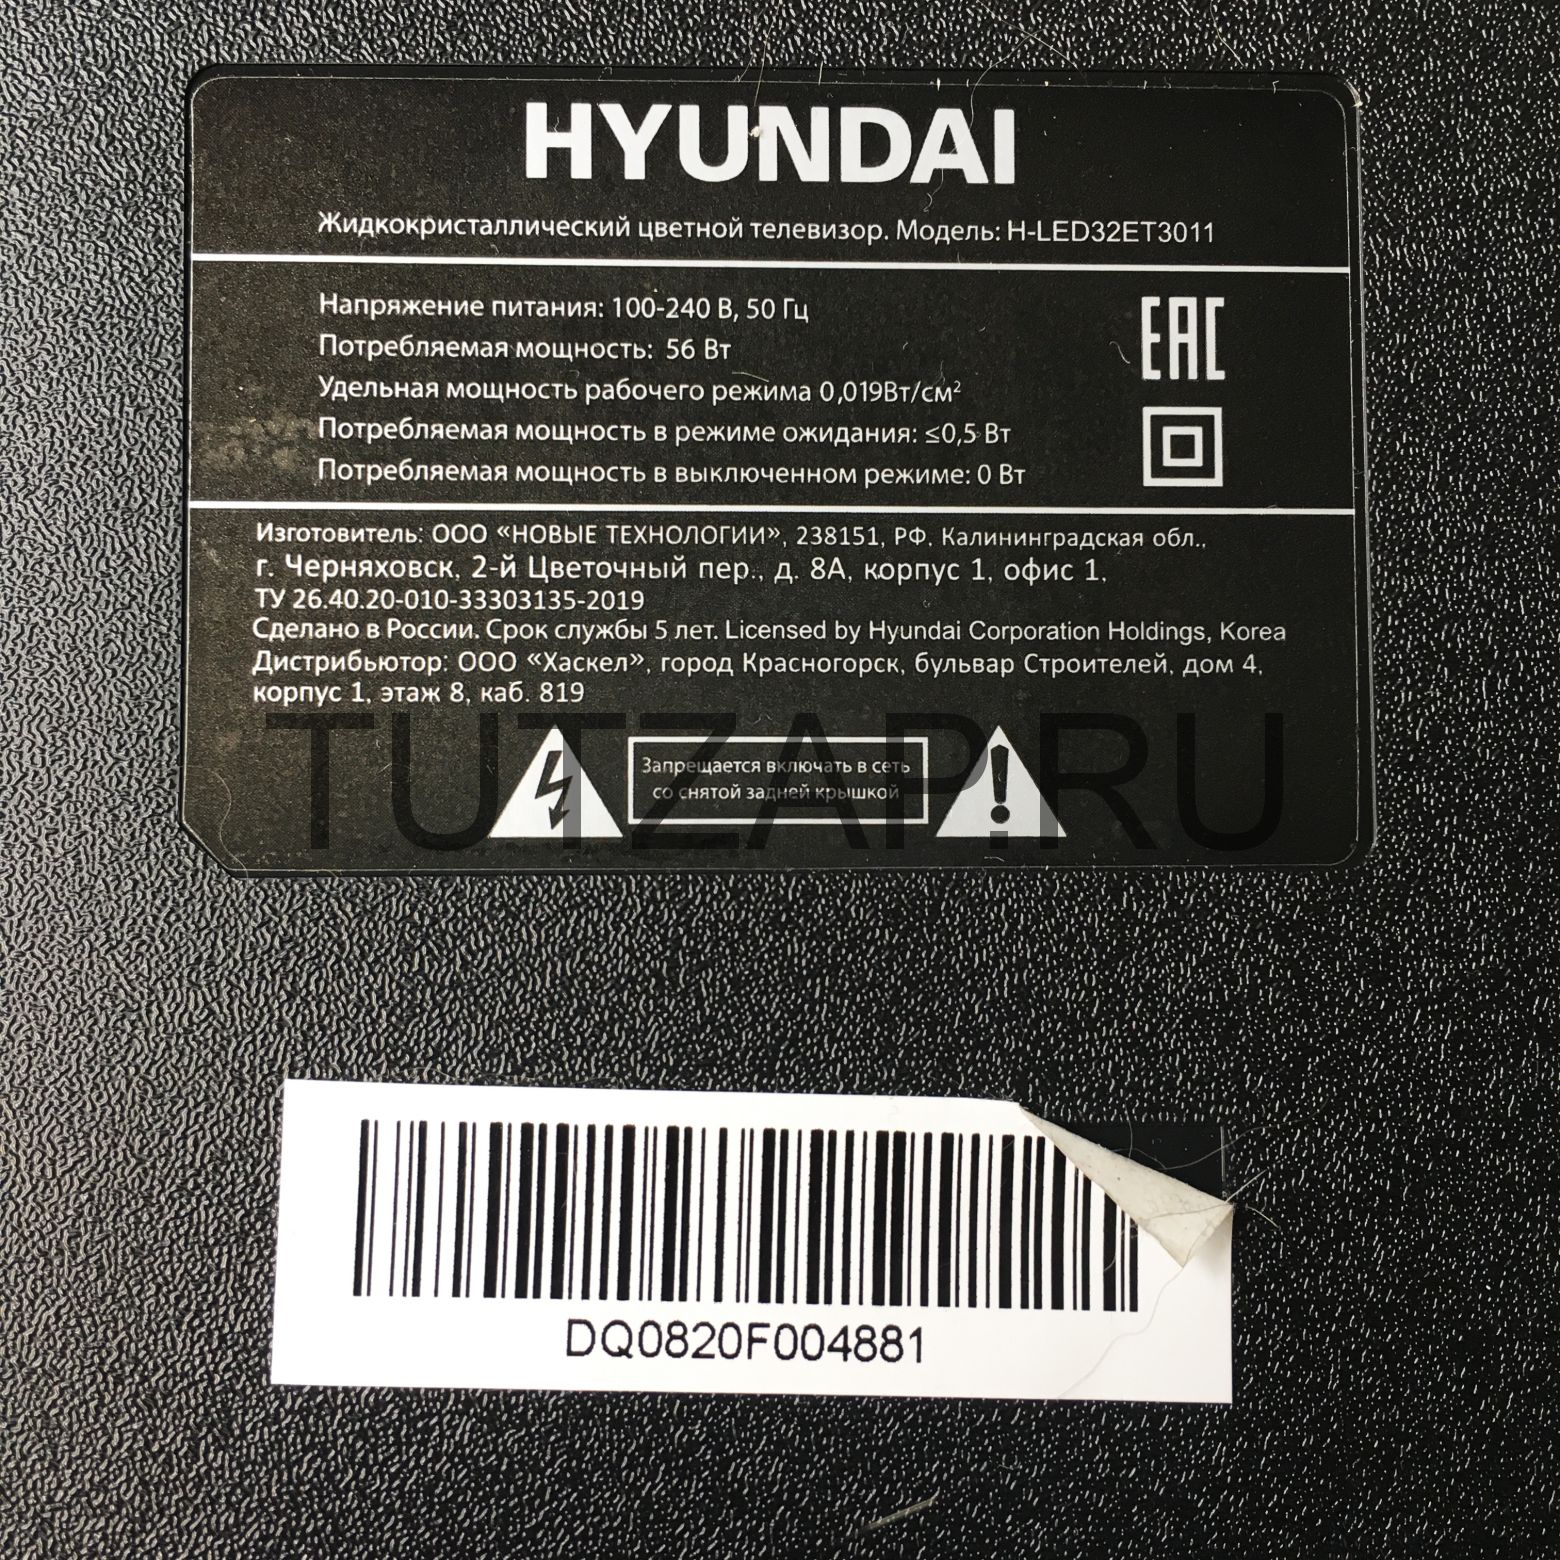 HYUNDAI
Жидкокристаллический цветной телевизор. Модель: H-LED32ET3011
Напряжение питания: 100-240 В, 50 Гц
Потребляемая мощность: 56 Вт
Удельная мощность рабочего режима 0,019Вт/см²
Потребляемая мощность в режиме ожидания: ≤0,5 Вт
Потребляемая мощность в выключенном режиме: 0 Вт
EAC
Изготовитель: ООО «НОВЫЕ ТЕХНОЛОГИИ», 238151, РФ, Калининградская обл.,
г. Черняховск, 2-й Цветочный пер., д. 8А, корпус 1, офис 1,
ТУ 26.40.20-010-33303135-2019
Сделано в России. Срок службы 5 лет. Licensed by Hyundai Corporation Holdings, Korea
Дистрибьютор: ООО «Хаскел», город Красногорск, бульвар Строителей, дом 4,
корпус 1, этаж 8, каб. 819
TUTZAP.RU
Запрещается включать в сеть
со снятой задней крышкой
DQ0820F004881